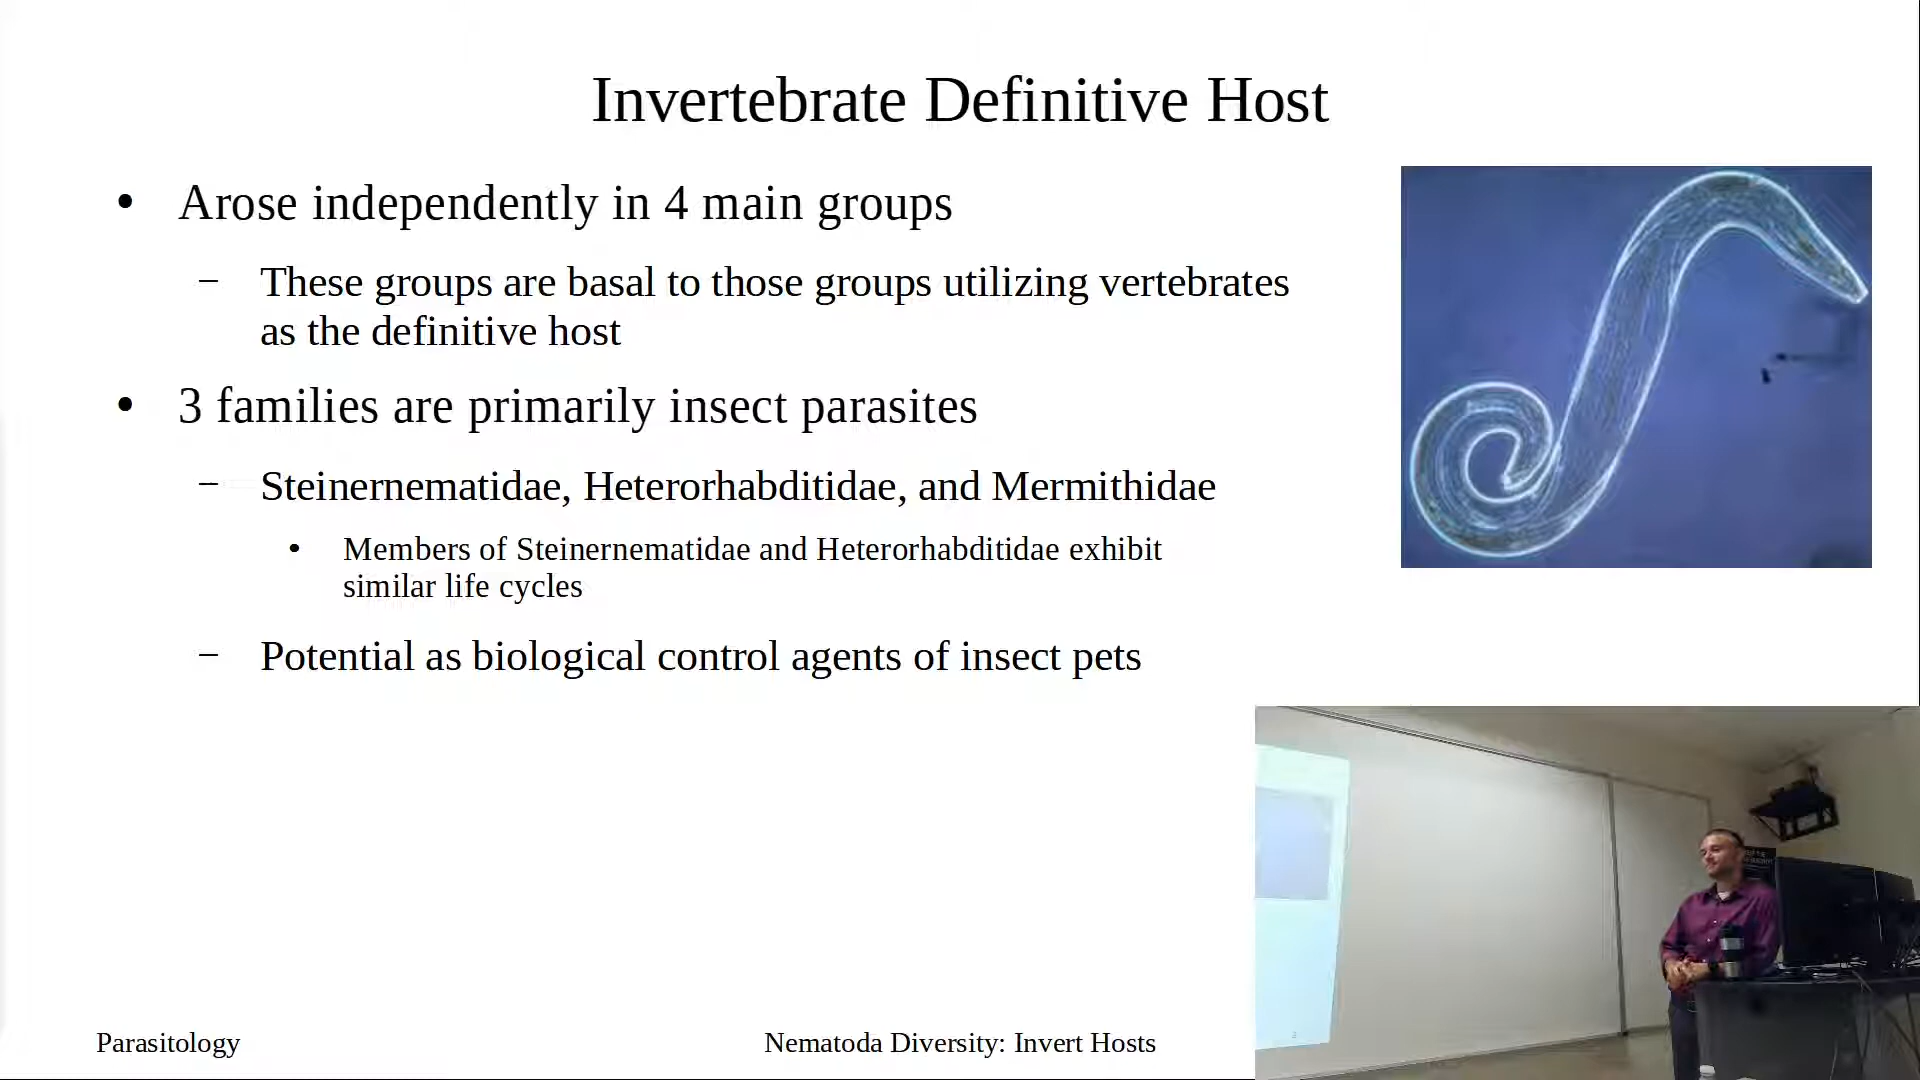 Invertebrate Definitive Host
• Arose independently in 4 main groups
– These groups are basal to those groups utilizing vertebrates
as the definitive host
• 3 families are primarily insect parasites
– Steinernematidae, Heterorhabditidae, and Mermithidae
• Members of Steinernematidae and Heterorhabditidae exhibit
similar life cycles
– Potential as biological control agents of insect pets
Parasitology
Nematoda Diversity: Invert Hosts